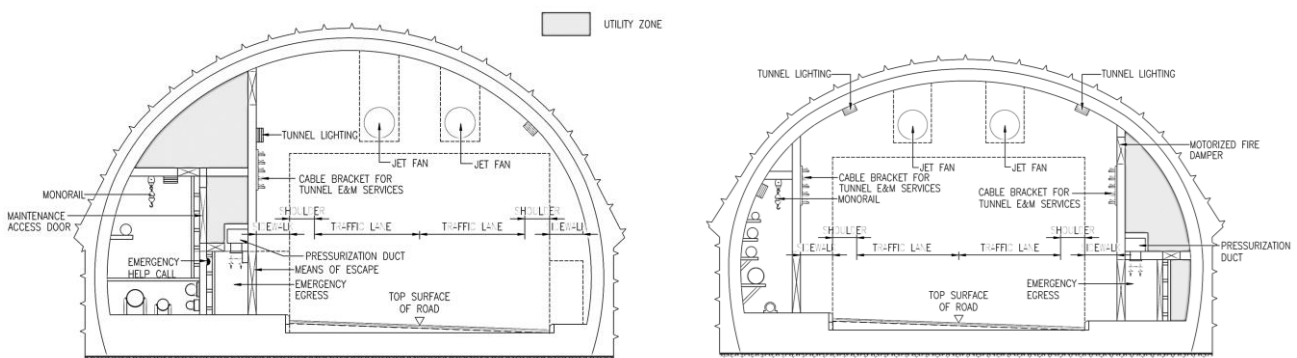 UTILITY ZONE
TUNNEL LIGHTING
JET FAN
JET FAN
CABLE BRACKET FOR
TUNNEL E&M SERVICES
MONORAIL
MAINTENANCE
ACCESS DOOR
SHOULDER
SHOULDER
SIDEWALK
TRAFFIC LANE
TRAFFIC LANE
SIDEWALK
PRESSURIZATION DUCT
EMERGENCY
HELP CALL
MEANS OF ESCAPE
EMERGENCY
EGRESS
TOP SURFACE
OF ROAD
TUNNEL LIGHTING
TUNNEL LIGHTING
JET FAN
JET FAN
MOTORIZED FIRE
DAMPER
CABLE BRACKET FOR
TUNNEL E&M SERVICES
MONORAIL
CABLE BRACKET FOR
TUNNEL E&M SERVICES
SHOULDER
SHOULDER
SIDEWALK
TRAFFIC LANE
TRAFFIC LANE
SIDEWALK
PRESSURIZATION
DUCT
EMERGENCY
EGRESS
TOP SURFACE
OF ROAD